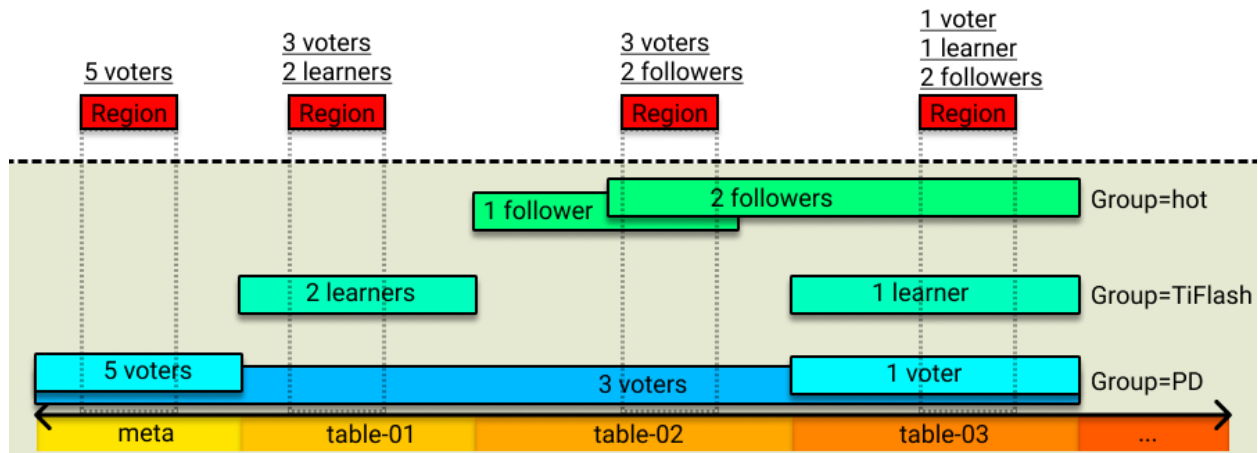 5 voters
3 voters
2 learners
3 voters
2 followers
1 voter
1 learner
2 followers
Region
Region
Region
Region
1 follower
2 followers
Group=hot
2 learners
1 learner
Group=TiFlash
5 voters
3 voters
1 voter
Group=PD
meta
table-01
table-02
table-03
...